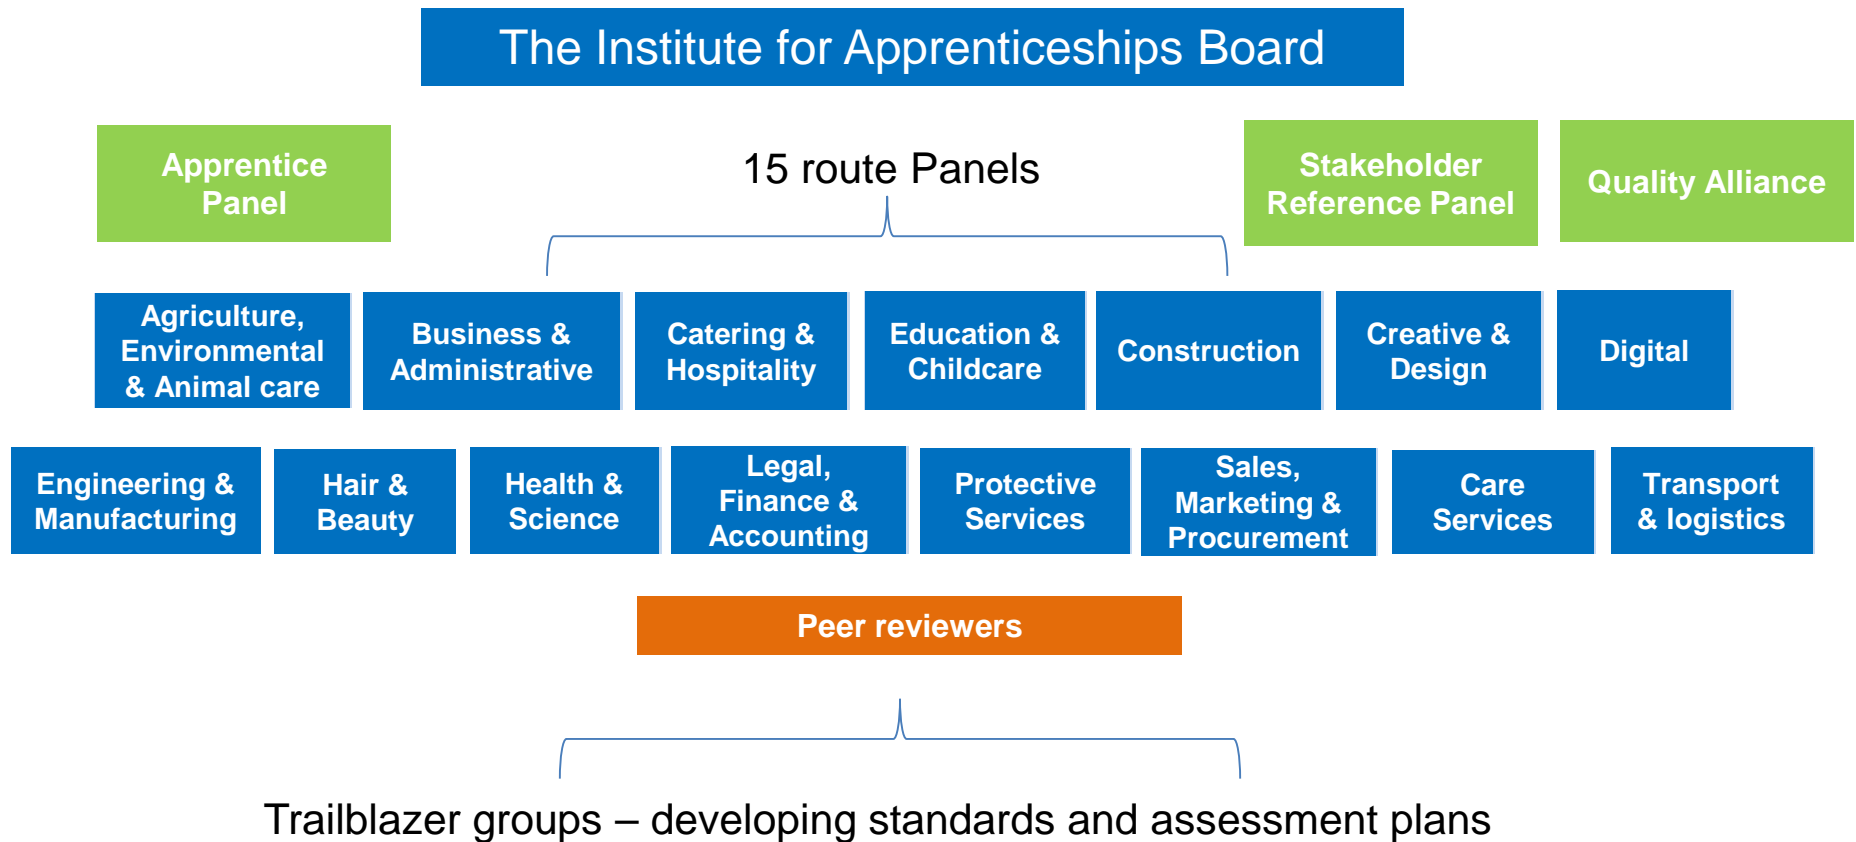 The Institute for Apprenticeships Board
Apprentice
Panel
15 route Panels
Stakeholder
Reference Panel
Quality Alliance
Agriculture,
Environmental
& Animal care
Business &
Administrative
Catering &
Hospitality
Education &
Childcare
Construction
Creative &
Design
Digital
Engineering &
Manufacturing
Hair &
Beauty
Health &
Science
Legal,
Finance &
Accounting
Protective
Services
Sales,
Marketing &
Procurement
Care
Services
Transport
& logistics
Peer reviewers
Trailblazer groups – developing standards and assessment plans